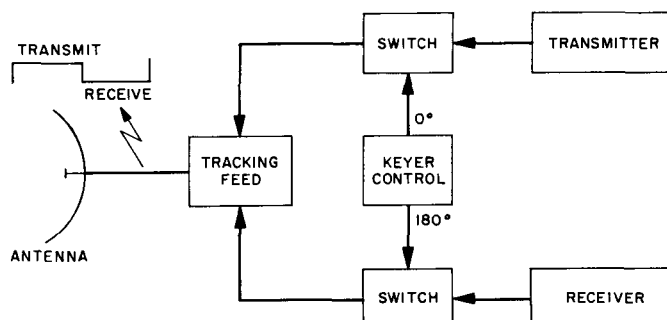 TRANSMIT
RECEIVE
ANTENNA
TRACKING
FEED
SWITCH
TRANSMITTER
0°
KEYER
CONTROL
180°
SWITCH
RECEIVER